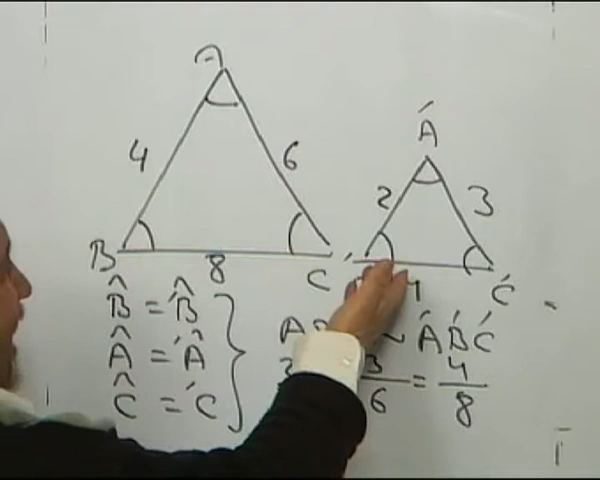 A
Á
4
6
2
3
B
8
C
Ć
B̂ = B̂́
Â = Ấ
Ĉ = Ć
A ~ ÁB́Ć
3/6 = 4/8